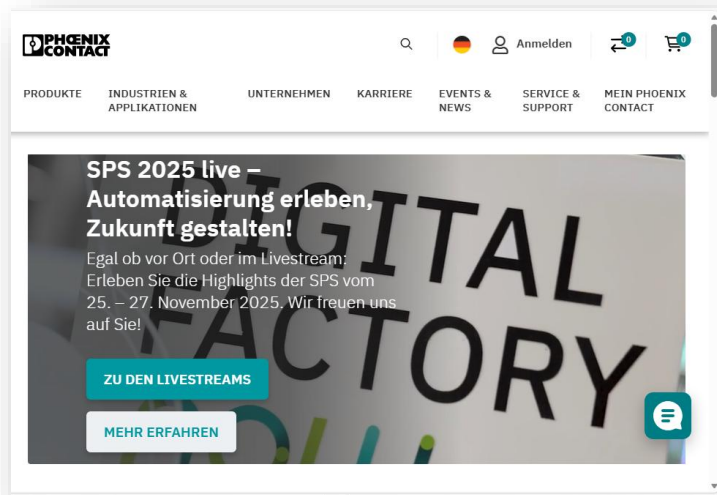 PHŒNIX
CONTACT
Anmelden
0
0
PRODUKTE
INDUSTRIEN &
APPLIKATIONEN
UNTERNEHMEN
KARRIERE
EVENTS &
NEWS
SERVICE &
SUPPORT
MEIN PHOENIX
CONTACT
SPS 2025 live –
Automatisierung erleben,
Zukunft gestalten!
Egal ob vor Ort oder im Livestream:
Erleben Sie die Highlights der SPS vom
25. – 27. November 2025. Wir freuen uns
auf Sie!
ZU DEN LIVESTREAMS
MEHR ERFAHREN
DIGITAL
FACTORY
now